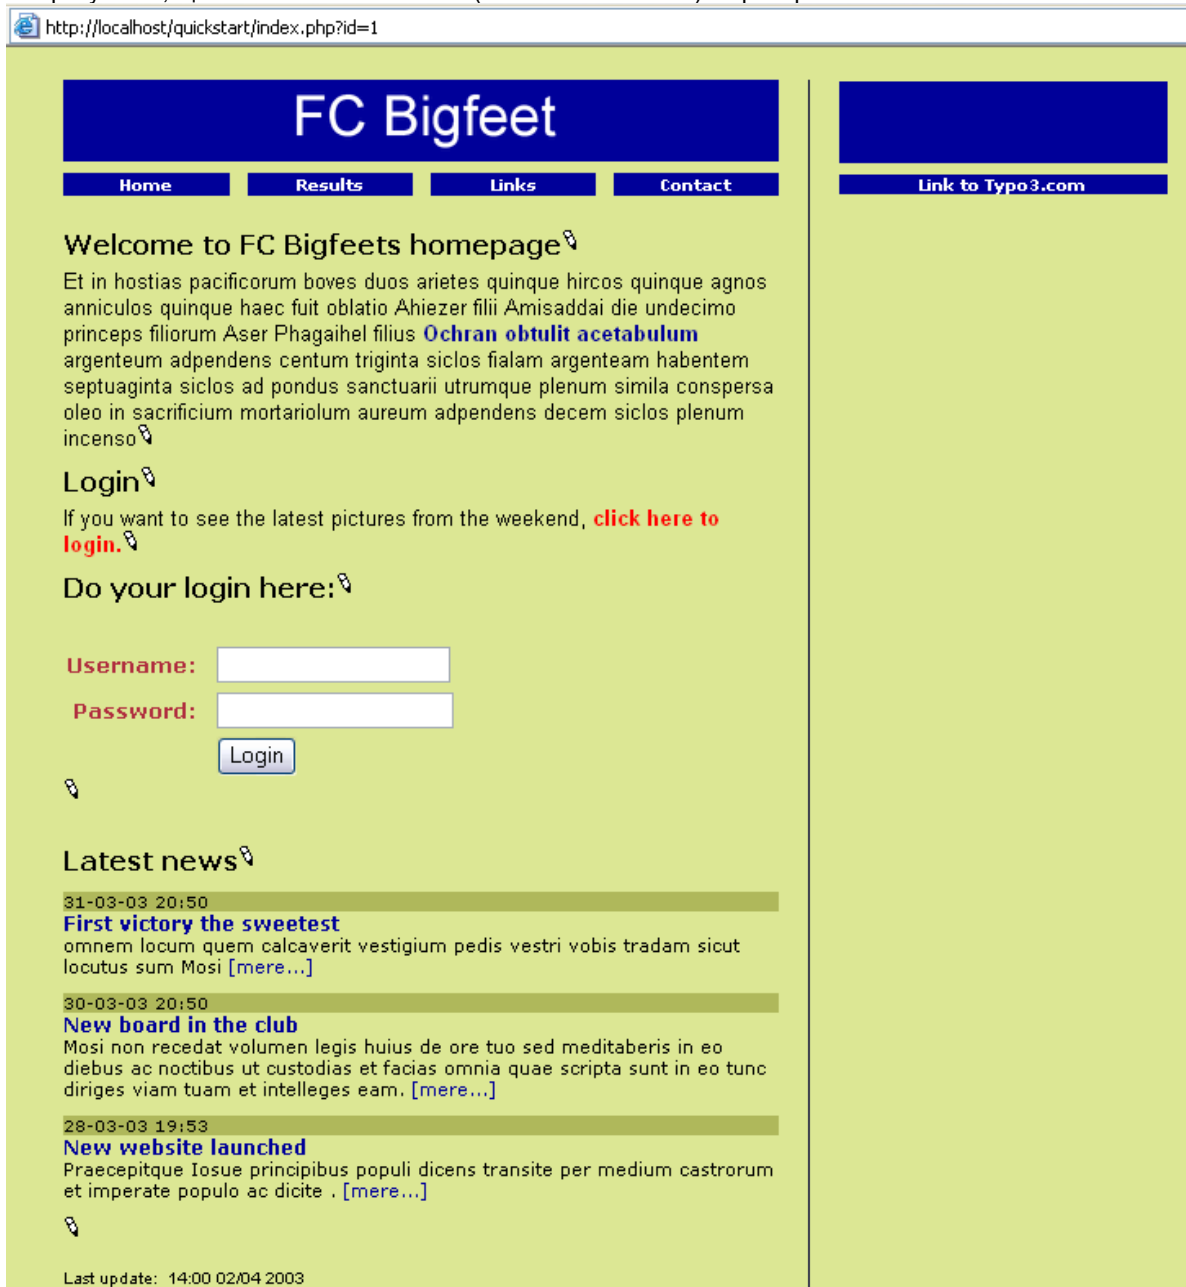 http://localhost/quickstart/index.php?id=1
FC Bigfeet
Home Results Links Contact
Link to Typo3.com
Welcome to FC Bigfeets homepage
Et in hostias pacificorum boves duos arietes quinque hircos quinque agnos
anniculos quinque haec fuit oblatio Ahiezer filii Amisaddai die undecimo
princeps filiorum Aser Phagaihel filius Ochran obtulit acetabulum
argenteum adpendens centum triginta siclos fialam argenteam habentem
septuaginta siclos ad pondus sanctuarii utrumque plenum simila conspersa
oleo in sacrificium mortariolum aureum adpendens decem siclos plenum
incenso
Login
If you want to see the latest pictures from the weekend, click here to
login.
Do your login here:
Username:
Password:
Login
Latest news
31-03-03 20:50
First victory the sweetest
omnem locum quem calcaverit vestigium pedis vestri vobis tradam sicut
locutus sum Mosi [mere...]
30-03-03 20:50
New board in the club
Mosi non recedat volumen legis huius de ore tuo sed meditaberis in eo
diebus ac noctibus ut custodias et facias omnia quae scripta sunt in eo tunc
diriges viam tuam et intelleges eam. [mere...]
28-03-03 19:53
New website launched
Praecepitque Iosue principibus populi dicens transite per medium castrorum
et imperate populo ac dicite . [mere...]
Last update: 14:00 02/04 2003